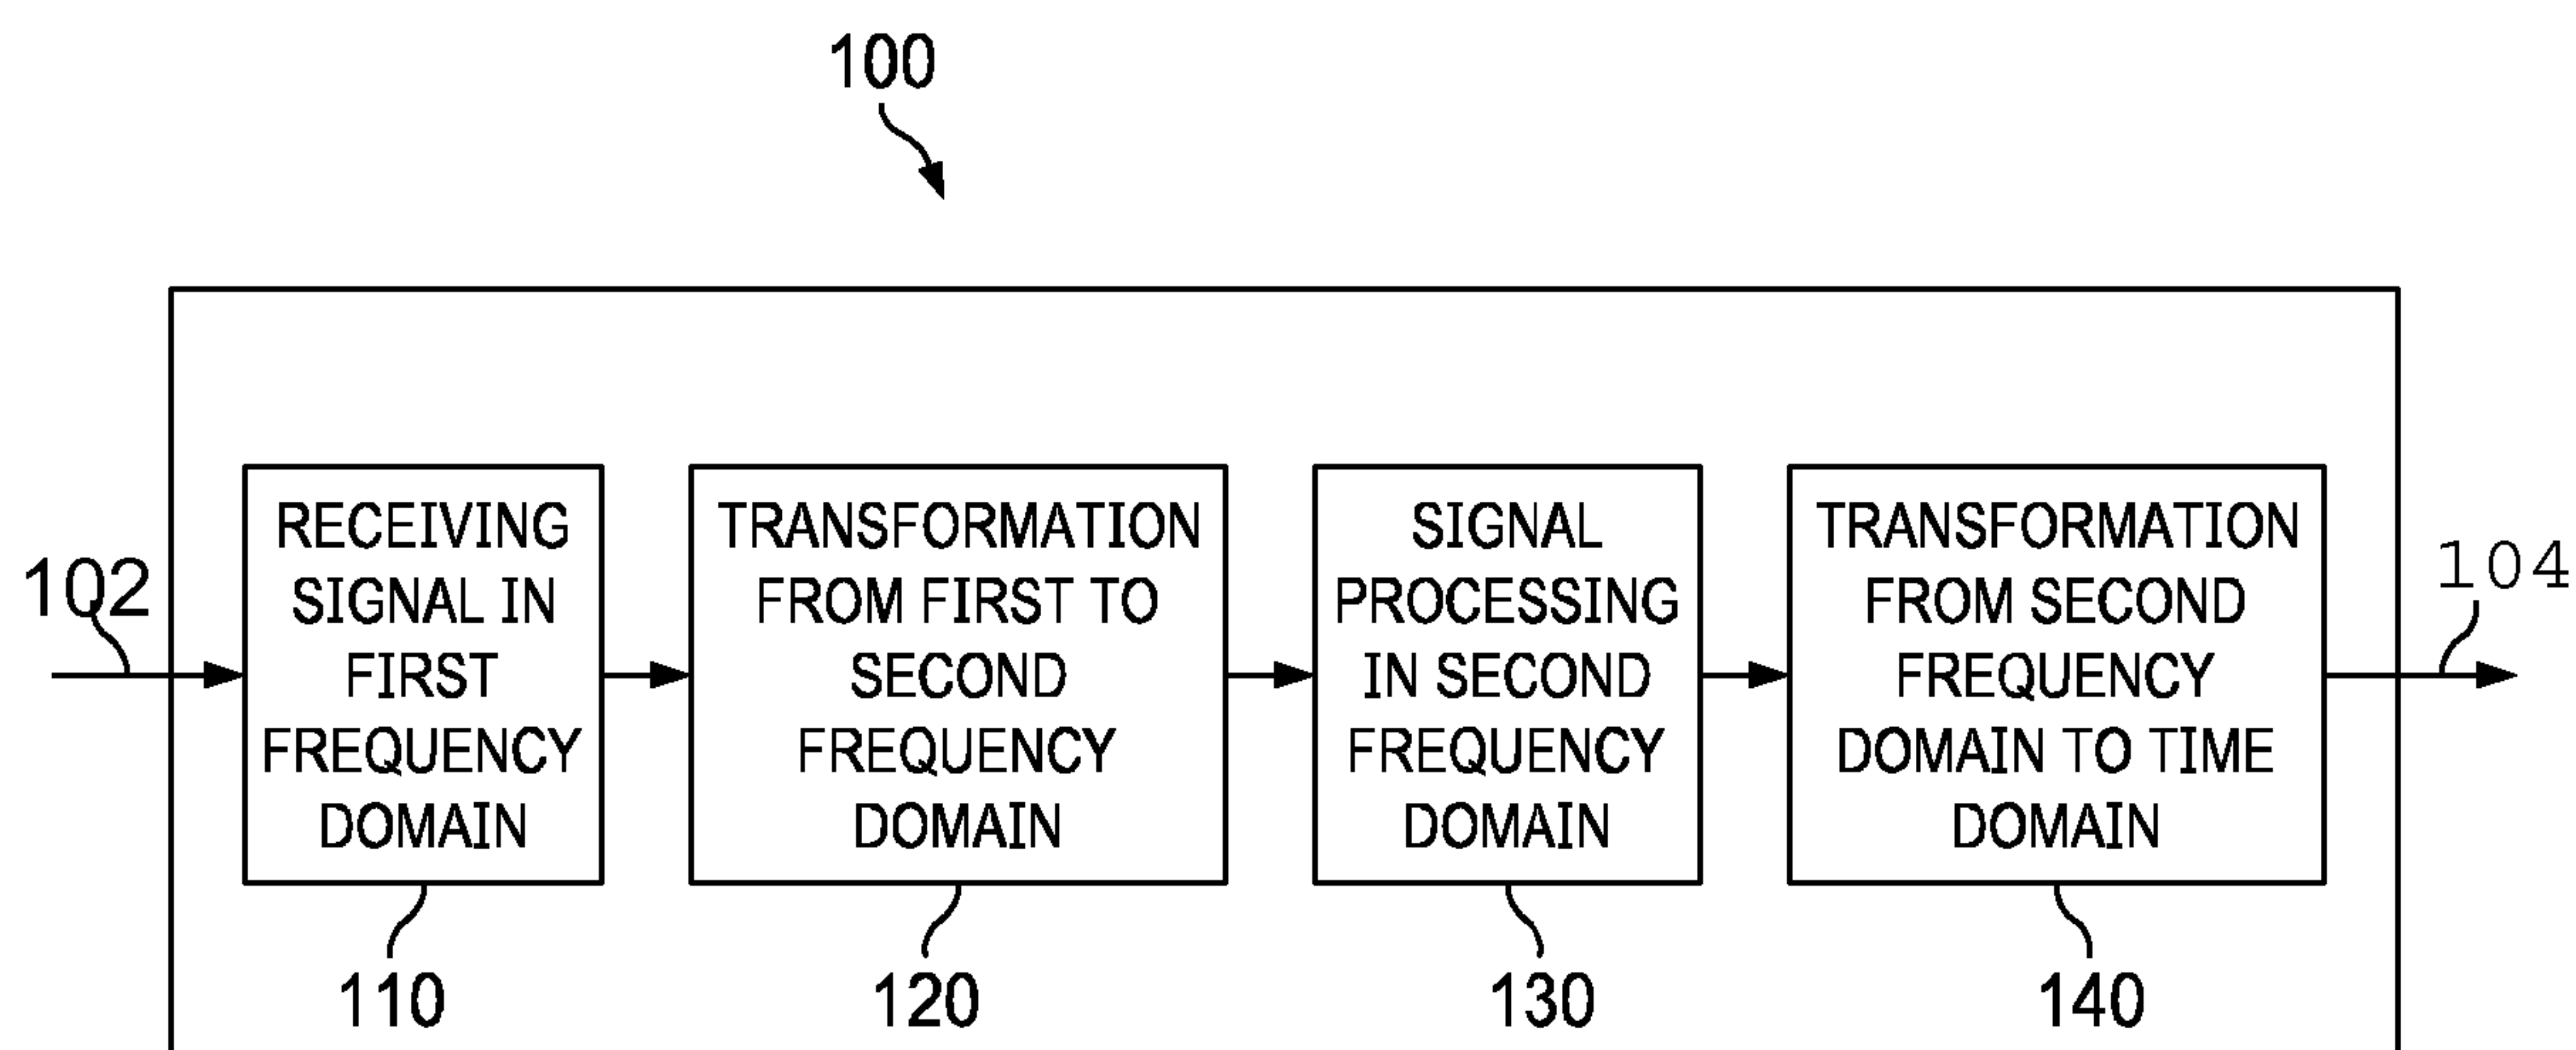 100
102
RECEIVING
SIGNAL IN
FIRST
FREQUENCY
DOMAIN
110
TRANSFORMATION
FROM FIRST TO
SECOND
FREQUENCY
DOMAIN
120
SIGNAL
PROCESSING
IN SECOND
FREQUENCY
DOMAIN
130
TRANSFORMATION
FROM SECOND
FREQUENCY
DOMAIN TO TIME
DOMAIN
140
104